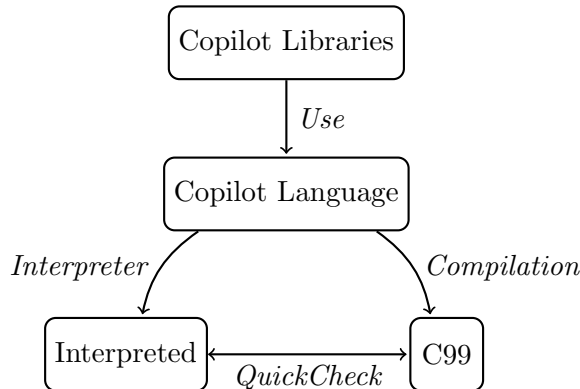 Copilot Libraries
Use
Copilot Language
Interpreter
Compilation
Interpreted
QuickCheck
C99